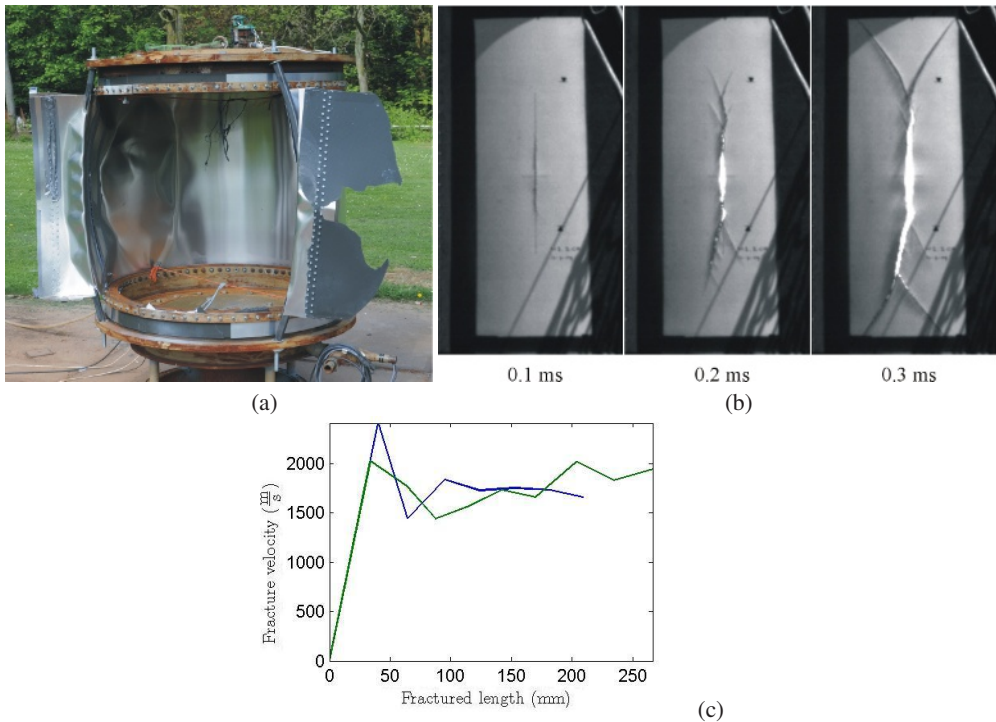 0.1 ms
0.2 ms
0.3 ms
(a)
(b)
2000
1500
1000
500
0
Fracture velocity (m/s)
0
50
100
150
200
250
Fractured length (mm)
(c)